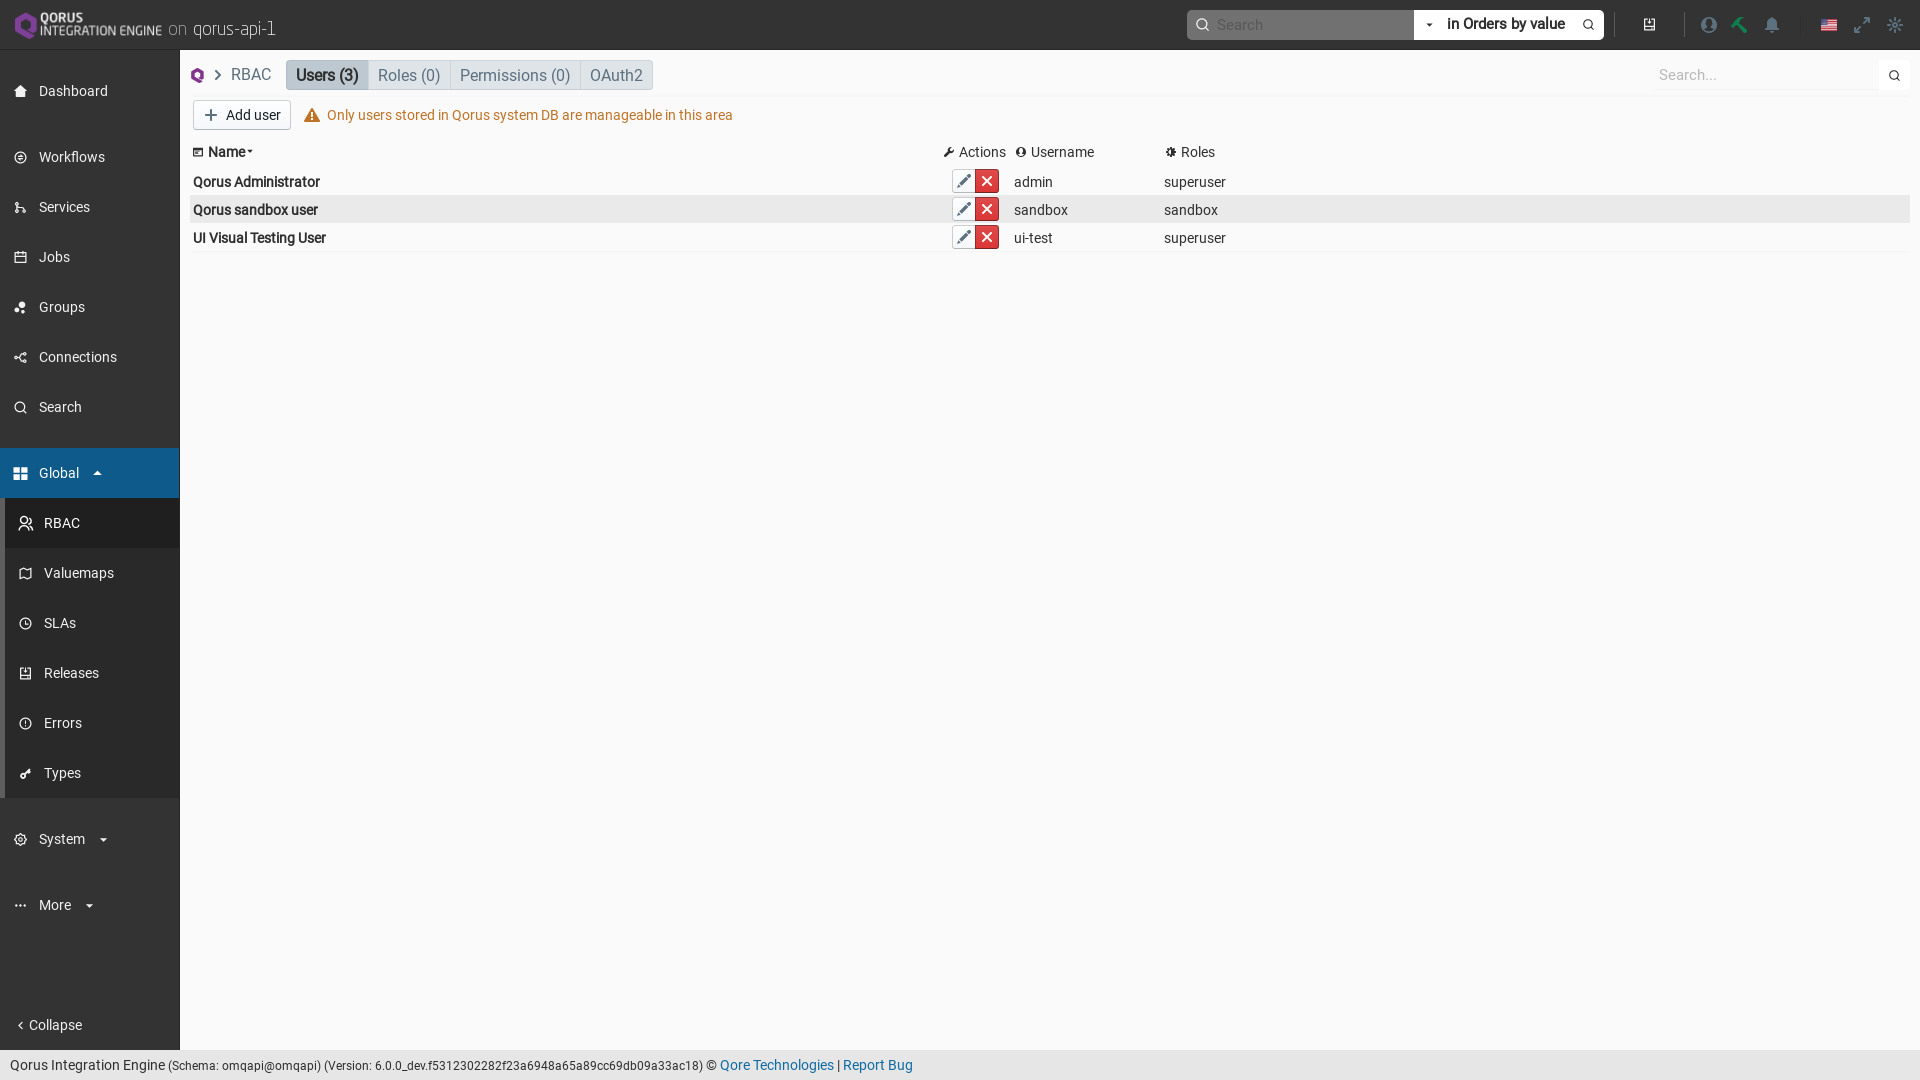 QORUS
INTEGRATION ENGINE on qorus-api-1
Search
in Orders by value
Dashboard
Workflows
Services
Jobs
Groups
Connections
Search
Global
RBAC
Valuemaps
SLAs
Releases
Errors
Types
System
More
Collapse
RBAC
Users (3) Roles (0) Permissions (0) OAuth2
Search...
Add user Only users stored in Qorus system DB are manageable in this area
Name Actions Username Roles
Qorus Administrator admin superuser
Qorus sandbox user sandbox sandbox
UI Visual Testing User ui-test superuser
Qorus Integration Engine (Schema: omqapi@omqapi) (Version: 6.0.0_dev.f5312302282f23a6948a65a89cc69db09a33ac18) © Qore Technologies | Report Bug